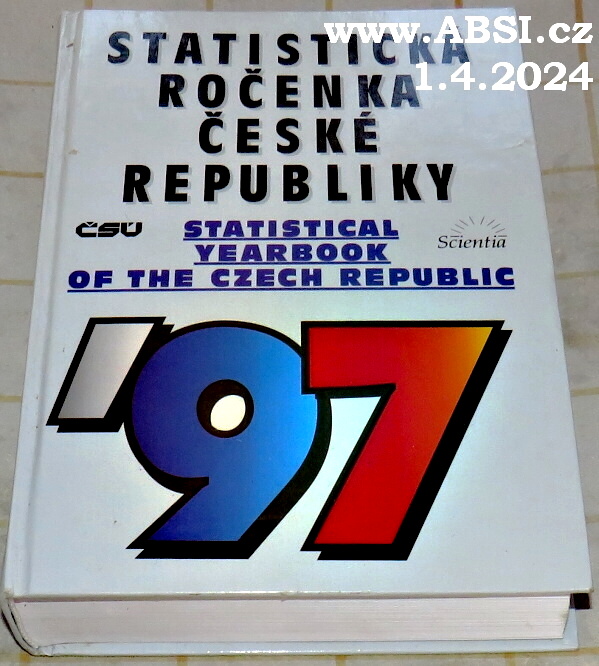 www.ABSI.cz
1.4.2024
STATISTICKÁ
ROČENKA
ČESKÉ
REPUBLIKY
ČSÚ
STATISTICAL
YEARBOOK
OF THE CZECH REPUBLIC
Scientia
'97